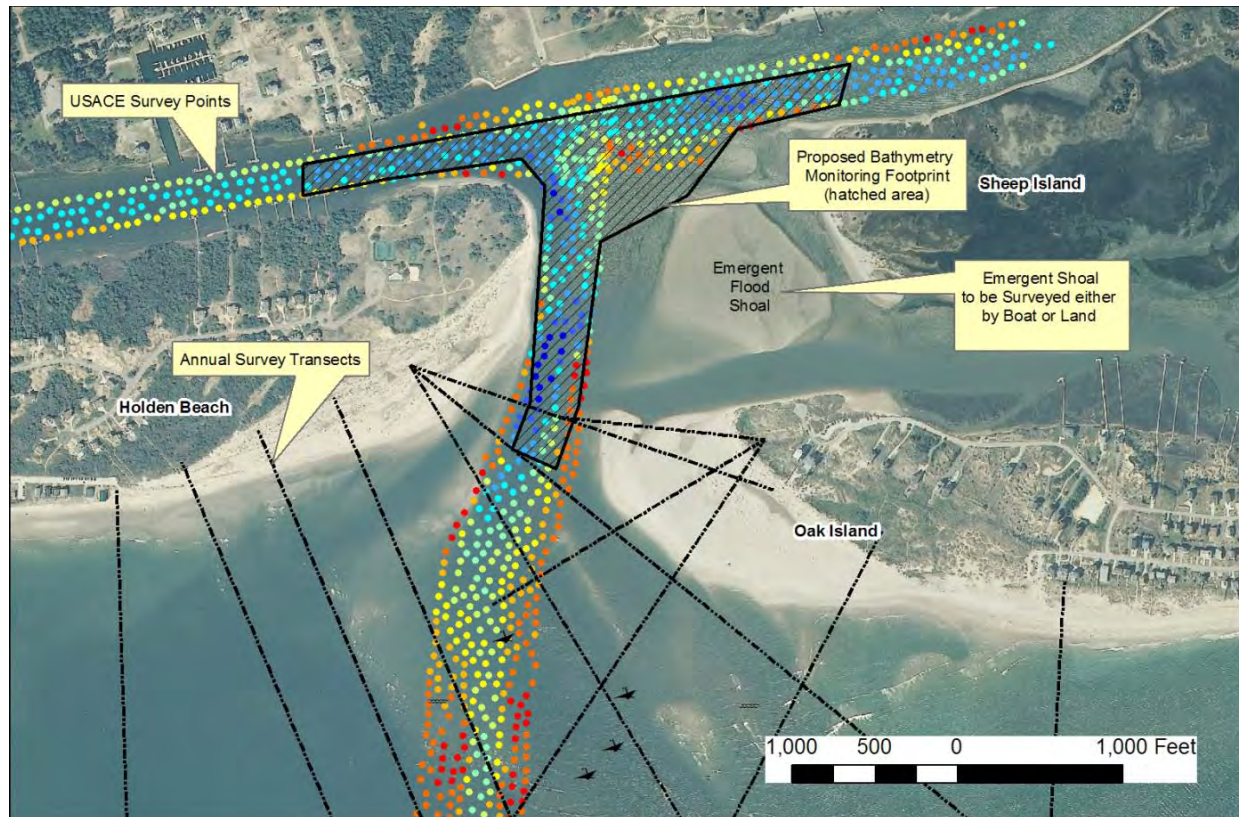 USACE Survey Points
Proposed Bathymetry
Monitoring Footprint
(hatched area)
Sheep Island
Emergent
Flood
Shoal
Emergent Shoal
to be Surveyed either
by Boat or Land
Annual Survey Transects
Holden Beach
Oak Island
1,000 500 0 1,000 Feet